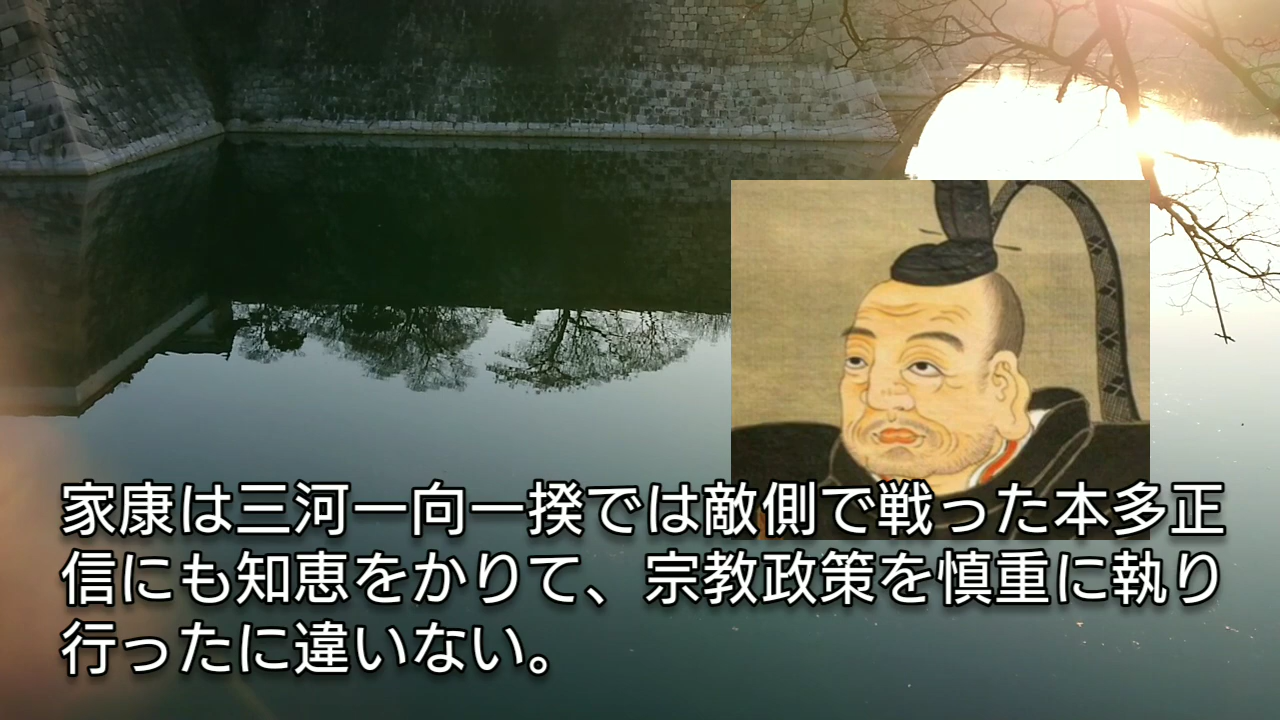 家康は三河一向一揆では敵側で戦った本多正
信にも知恵をかりて、宗教政策を慎重に執り
行ったに違いない。